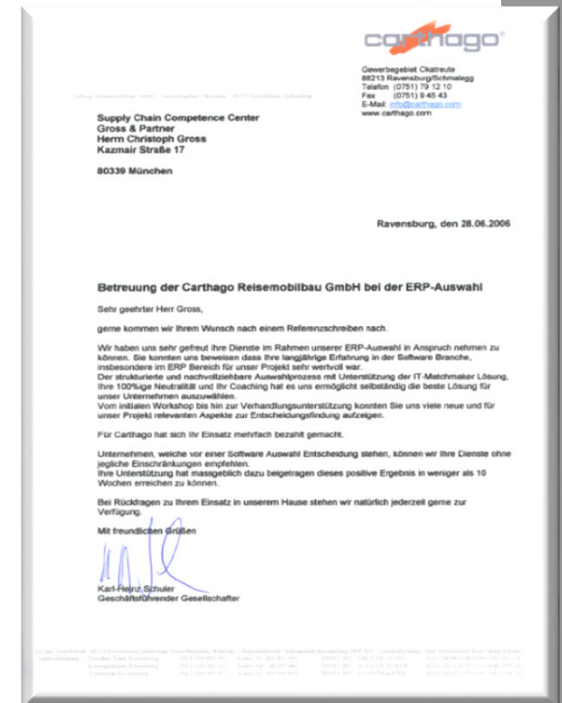 carthago
Gewerbegebiet Okatreute
88213 Ravensburg/Schmalegg
Telefon (0751) 79 12 10
Fax (0751) 9 45 43
E-Mail: info@carthago.com
www.carthago.com
Supply Chain Competence Center
Gross & Partner
Herrn Christoph Gross
Kazmair Straße 17
80339 München
Ravensburg, den 28.06.2006
Betreuung der Carthago Reisemobilbau GmbH bei der ERP-Auswahl
Sehr geehrter Herr Gross,
gerne kommen wir Ihrem Wunsch nach einem Referenzschreiben nach.
Wir haben uns sehr gefreut Ihre Dienste im Rahmen unserer ERP-Auswahl in Anspruch nehmen zu
können. Sie konnten uns beweisen dass Ihre langjährige Erfahrung in der Software Branche,
insbesondere im ERP Bereich für unser Projekt sehr wertvoll war.
Der strukturierte und nachvollziehbare Auswahlprozess mit Unterstützung der IT-Matchmaker Lösung,
Ihre 100%ige Neutralität und Ihr Coaching hat es uns ermöglicht selbständig die beste Lösung für
unser Unternehmen auszuwählen.
Vom initialen Workshop bis hin zur Verhandlungsunterstützung konnten Sie uns viele neue und für
unser Projekt relevanten Aspekte zur Entscheidungsfindung aufzeigen.
Für Carthago hat sich Ihr Einsatz mehrfach bezahlt gemacht.
Unternehmen, welche vor einer Software Auswahl Entscheidung stehen, können wir Ihre Dienste ohne
jegliche Einschränkungen empfehlen.
Ihre Unterstützung hat massgeblich dazu beigetragen dieses positive Ergebnis in weniger als 10
Wochen erreichen zu können.
Bei Rückfragen zu Ihrem Einsatz in unserem Hause stehen wir natürlich jederzeit gerne zur
Verfügung.
Mit freundlichen Grüßen
Karl-Heinz Schuler
Geschäftsführender Gesellschafter